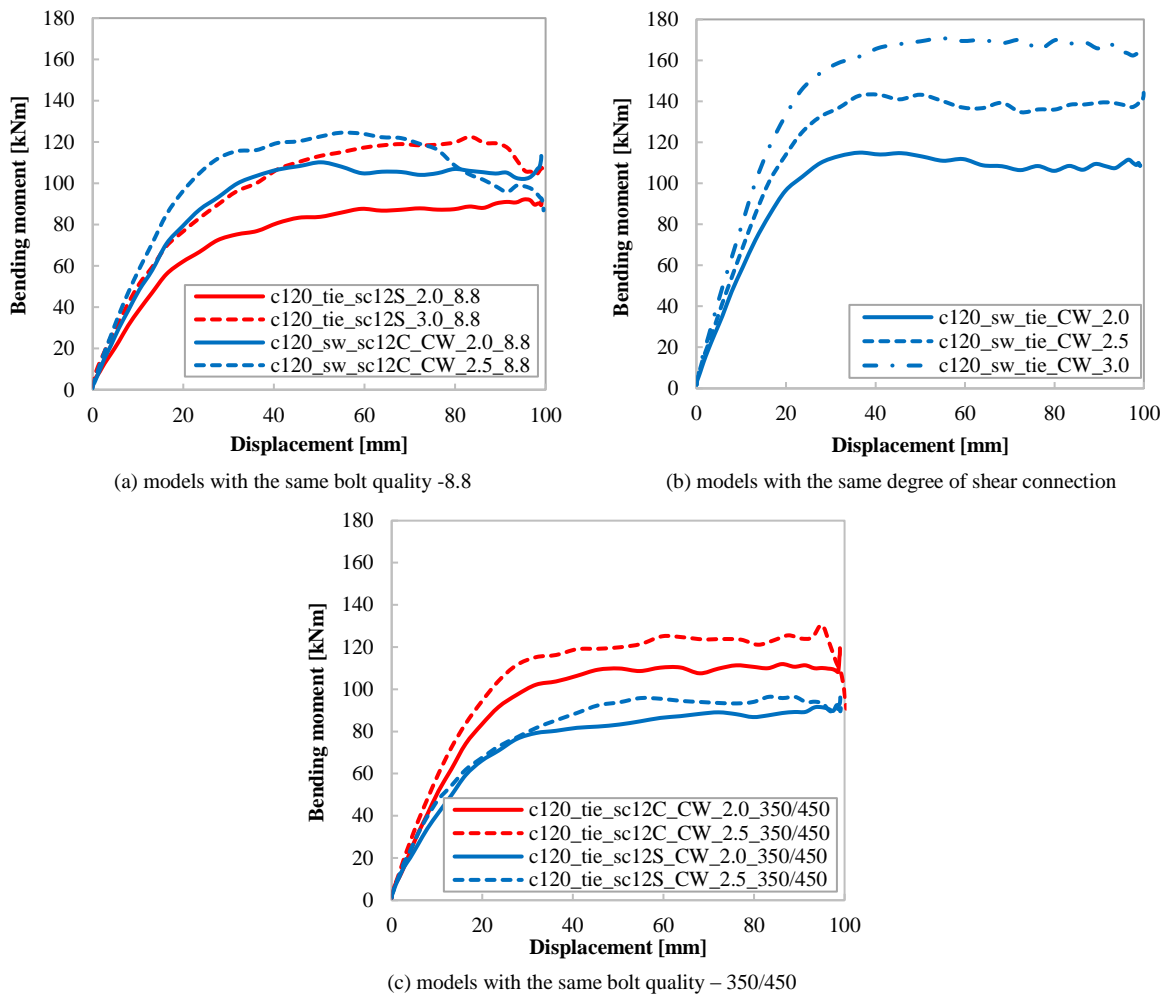 180
160
140
120
100
80
60
40
20
0
Bending moment [kNm]
c120_tie_sc12S_2.0_8.8
c120_tie_sc12S_3.0_8.8
c120_sw_sc12C_CW_2.0_8.8
c120_sw_sc12C_CW_2.5_8.8
0 20 40 60 80 100
Displacement [mm]
(a) models with the same bolt quality -8.8
180
160
140
120
100
80
60
40
20
0
Bending moment [kNm]
c120_sw_tie_CW_2.0
c120_sw_tie_CW_2.5
c120_sw_tie_CW_3.0
0 20 40 60 80 100
Displacement [mm]
(b) models with the same degree of shear connection
180
160
140
120
100
80
60
40
20
0
Bending moment [kNm]
c120_tie_sc12C_CW_2.0_350/450
c120_tie_sc12C_CW_2.5_350/450
c120_tie_sc12S_CW_2.0_350/450
c120_tie_sc12S_CW_2.5_350/450
0 20 40 60 80 100
Displacement [mm]
(c) models with the same bolt quality – 350/450